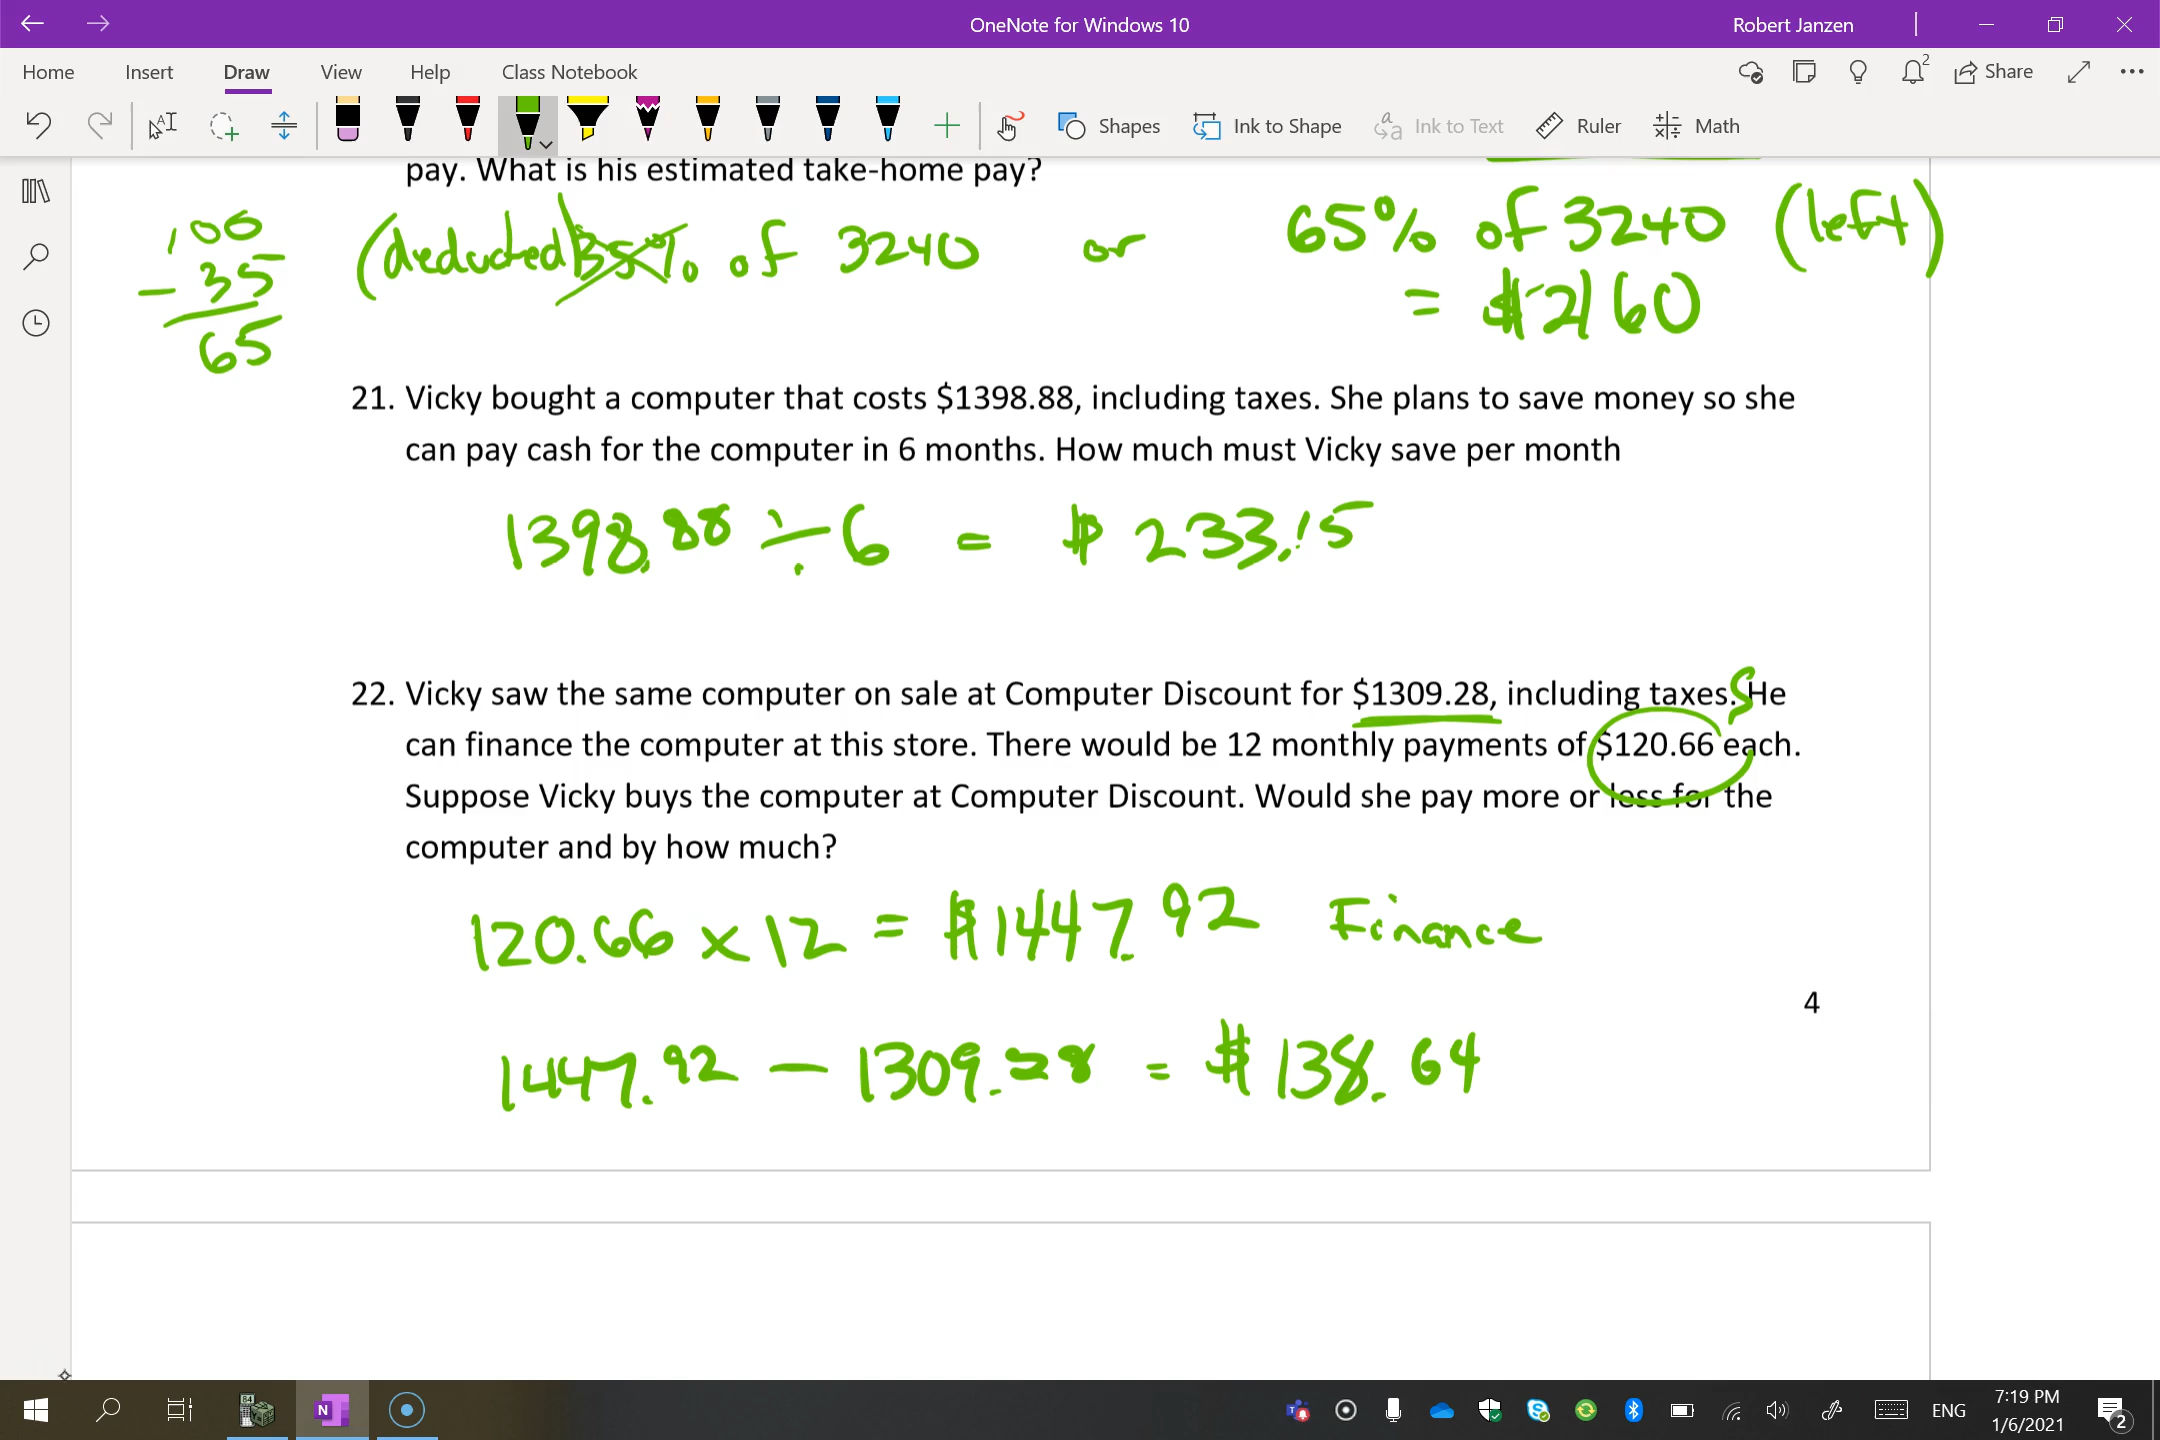 OneNote for Windows 10
Robert Janzen
Home Insert Draw View Help Class Notebook
2 Share
Shapes Ink to Shape Ink to Text Ruler Math
pay. What is his estimated take-home pay?
100
- 35
65
(deducted) 35% of 3240 or 65% of 3240 (left)
= $2160
21. Vicky bought a computer that costs $1398.88, including taxes. She plans to save money so she
can pay cash for the computer in 6 months. How much must Vicky save per month
1398.88 ÷ 6 = $ 233.15
22. Vicky saw the same computer on sale at Computer Discount for $1309.28, including taxes. SHe
can finance the computer at this store. There would be 12 monthly payments of $120.66 each.
Suppose Vicky buys the computer at Computer Discount. Would she pay more or less for the
computer and by how much?
120.66 x 12 = $1447.92 Finance
4
1447.92 - 1309.28 = $138.64
ENG
7:19 PM
1/6/2021
2